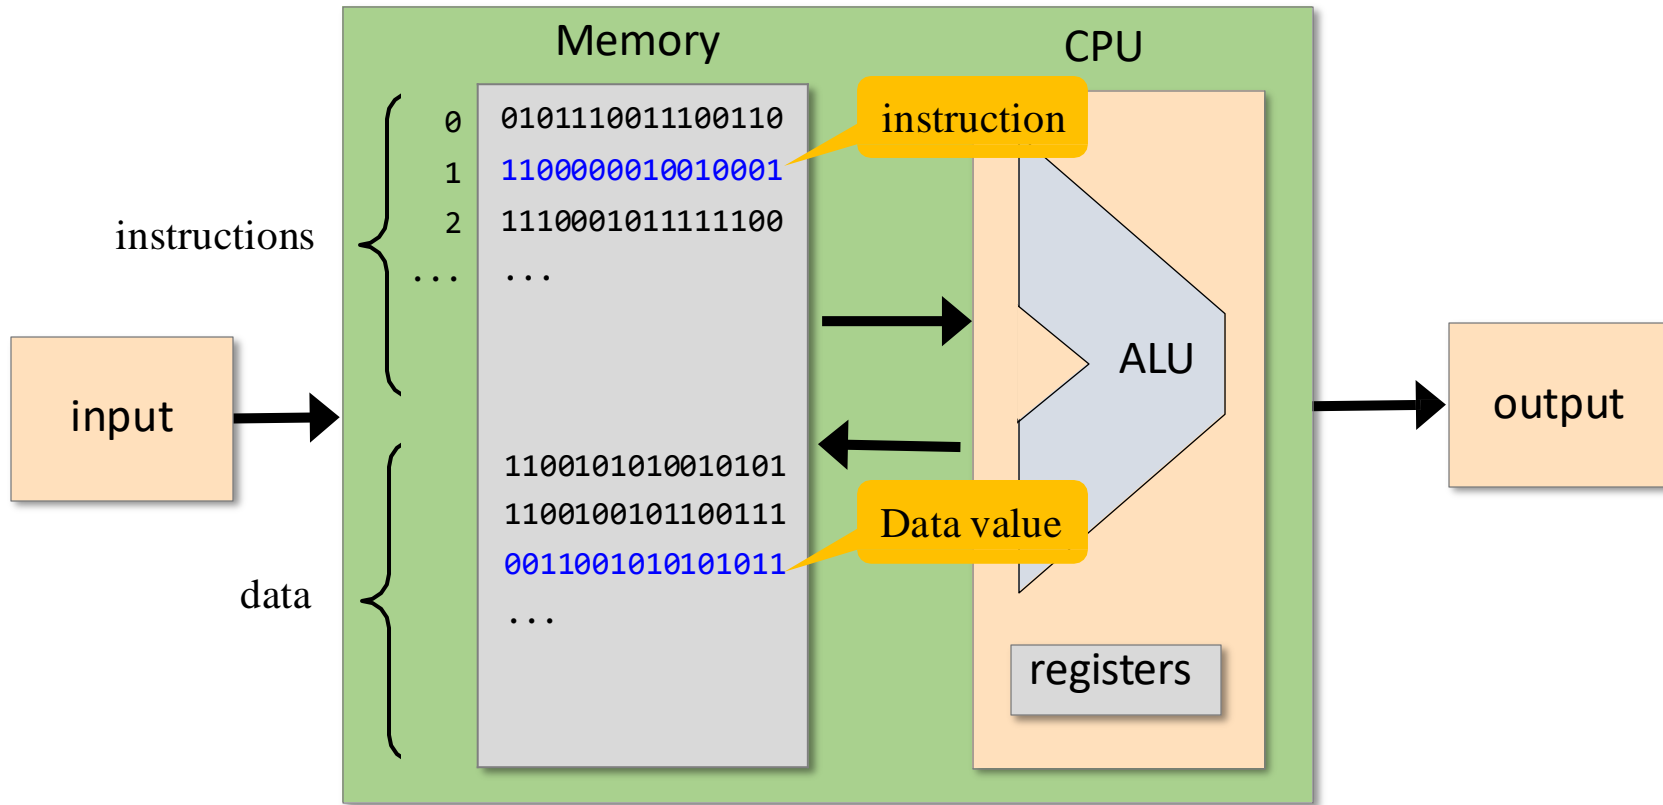 Memory
CPU
0 0101110011100110
instruction
1 1100000010010001
2 1110001011111100
instructions
... ...
ALU
input
output
1100101010010101
1100100101100111
Data value
0011001010101011
data
...
registers